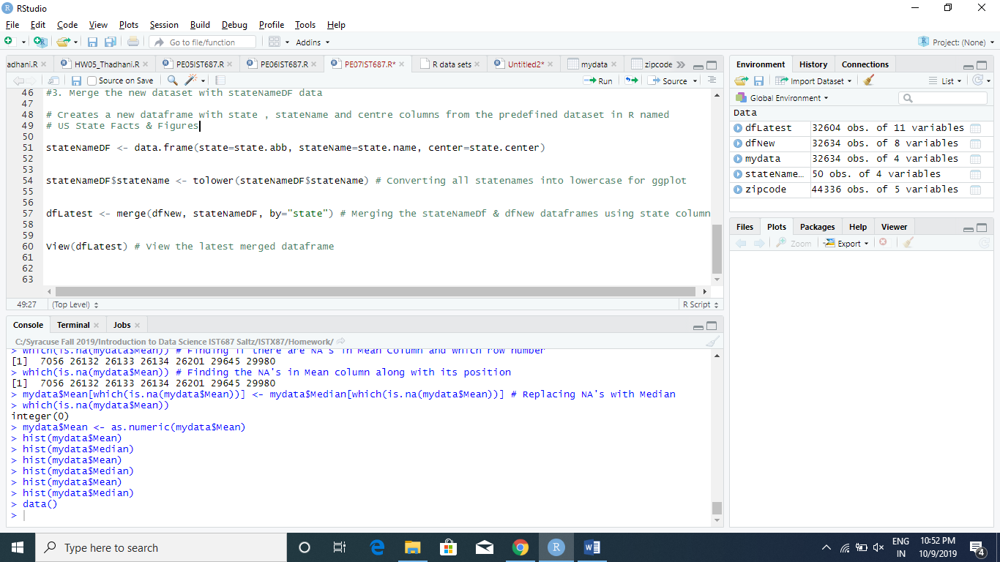 RStudio
File Edit Code View Plots Session Build Debug Profile Tools Help
Go to file/function Addins Project: (None)
adhani.R HW05_Thadhani.R PE05IST687.R PE06IST687.R PE07IST687.R* R data sets Untitled2* mydata zipcode
Source on Save Run Source
46 #3. Merge the new dataset with stateNameDF data
47
48 # Creates a new dataframe with state , stateName and centre columns from the predefined dataset in R named
49 # US State Facts & Figures
50
51 stateNameDF <- data.frame(state=state.abb, stateName=state.name, center=state.center)
52
53
54 stateNameDF$stateName <- tolower(stateNameDF$stateName) # Converting all statenames into lowercase for ggplot
55
56
57 dfLatest <- merge(dfNew, stateNameDF, by="state") # Merging the stateNameDf & dfNew dataframes using state column
58
59
60 View(dfLatest) # View the latest merged dataframe
61
62
63
49:27 (Top Level) R Script
Console Terminal Jobs
C:/Syracuse Fall 2019/Introduction to Data Science IST687 Saltz/ISTX87/Homework/
> which(is.na(mydata$Mean)) # Finding if there are NA's in Mean Column and which row number
[1] 7056 26132 26133 26134 26201 29645 29980
> which(is.na(mydata$Mean)) # Finding the NA's in Mean column along with its position
[1] 7056 26132 26133 26134 26201 29645 29980
> mydata$Mean[which(is.na(mydata$Mean))] <- mydata$Median[which(is.na(mydata$Mean))] # Replacing NA's with Median
> which(is.na(mydata$Mean))
integer(0)
> mydata$Mean <- as.numeric(mydata$Mean)
> hist(mydata$Mean)
> hist(mydata$Median)
> hist(mydata$Mean)
> hist(mydata$Median)
> hist(mydata$Mean)
> hist(mydata$Median)
> data()
>
Environment History Connections
Import Dataset List
Global Environment
Data
dfLatest 32604 obs. of 11 variables
dfNew 32634 obs. of 8 variables
mydata 32634 obs. of 4 variables
stateName… 50 obs. of 4 variables
zipcode 44336 obs. of 5 variables
Files Plots Packages Help Viewer
Zoom Export
Type here to search
ENG
IN
10:52 PM
10/9/2019
4